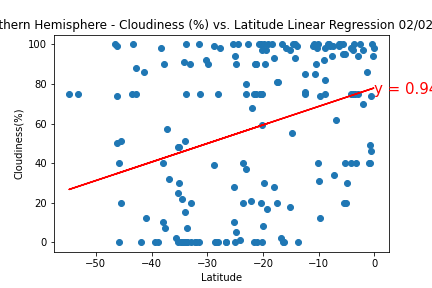 thern Hemisphere - Cloudiness (%) vs. Latitude Linear Regression 02/02
100
80
60
40
20
0
Cloudiness(%)
y = 0.94
−50 −40 −30 −20 −10 0
Latitude